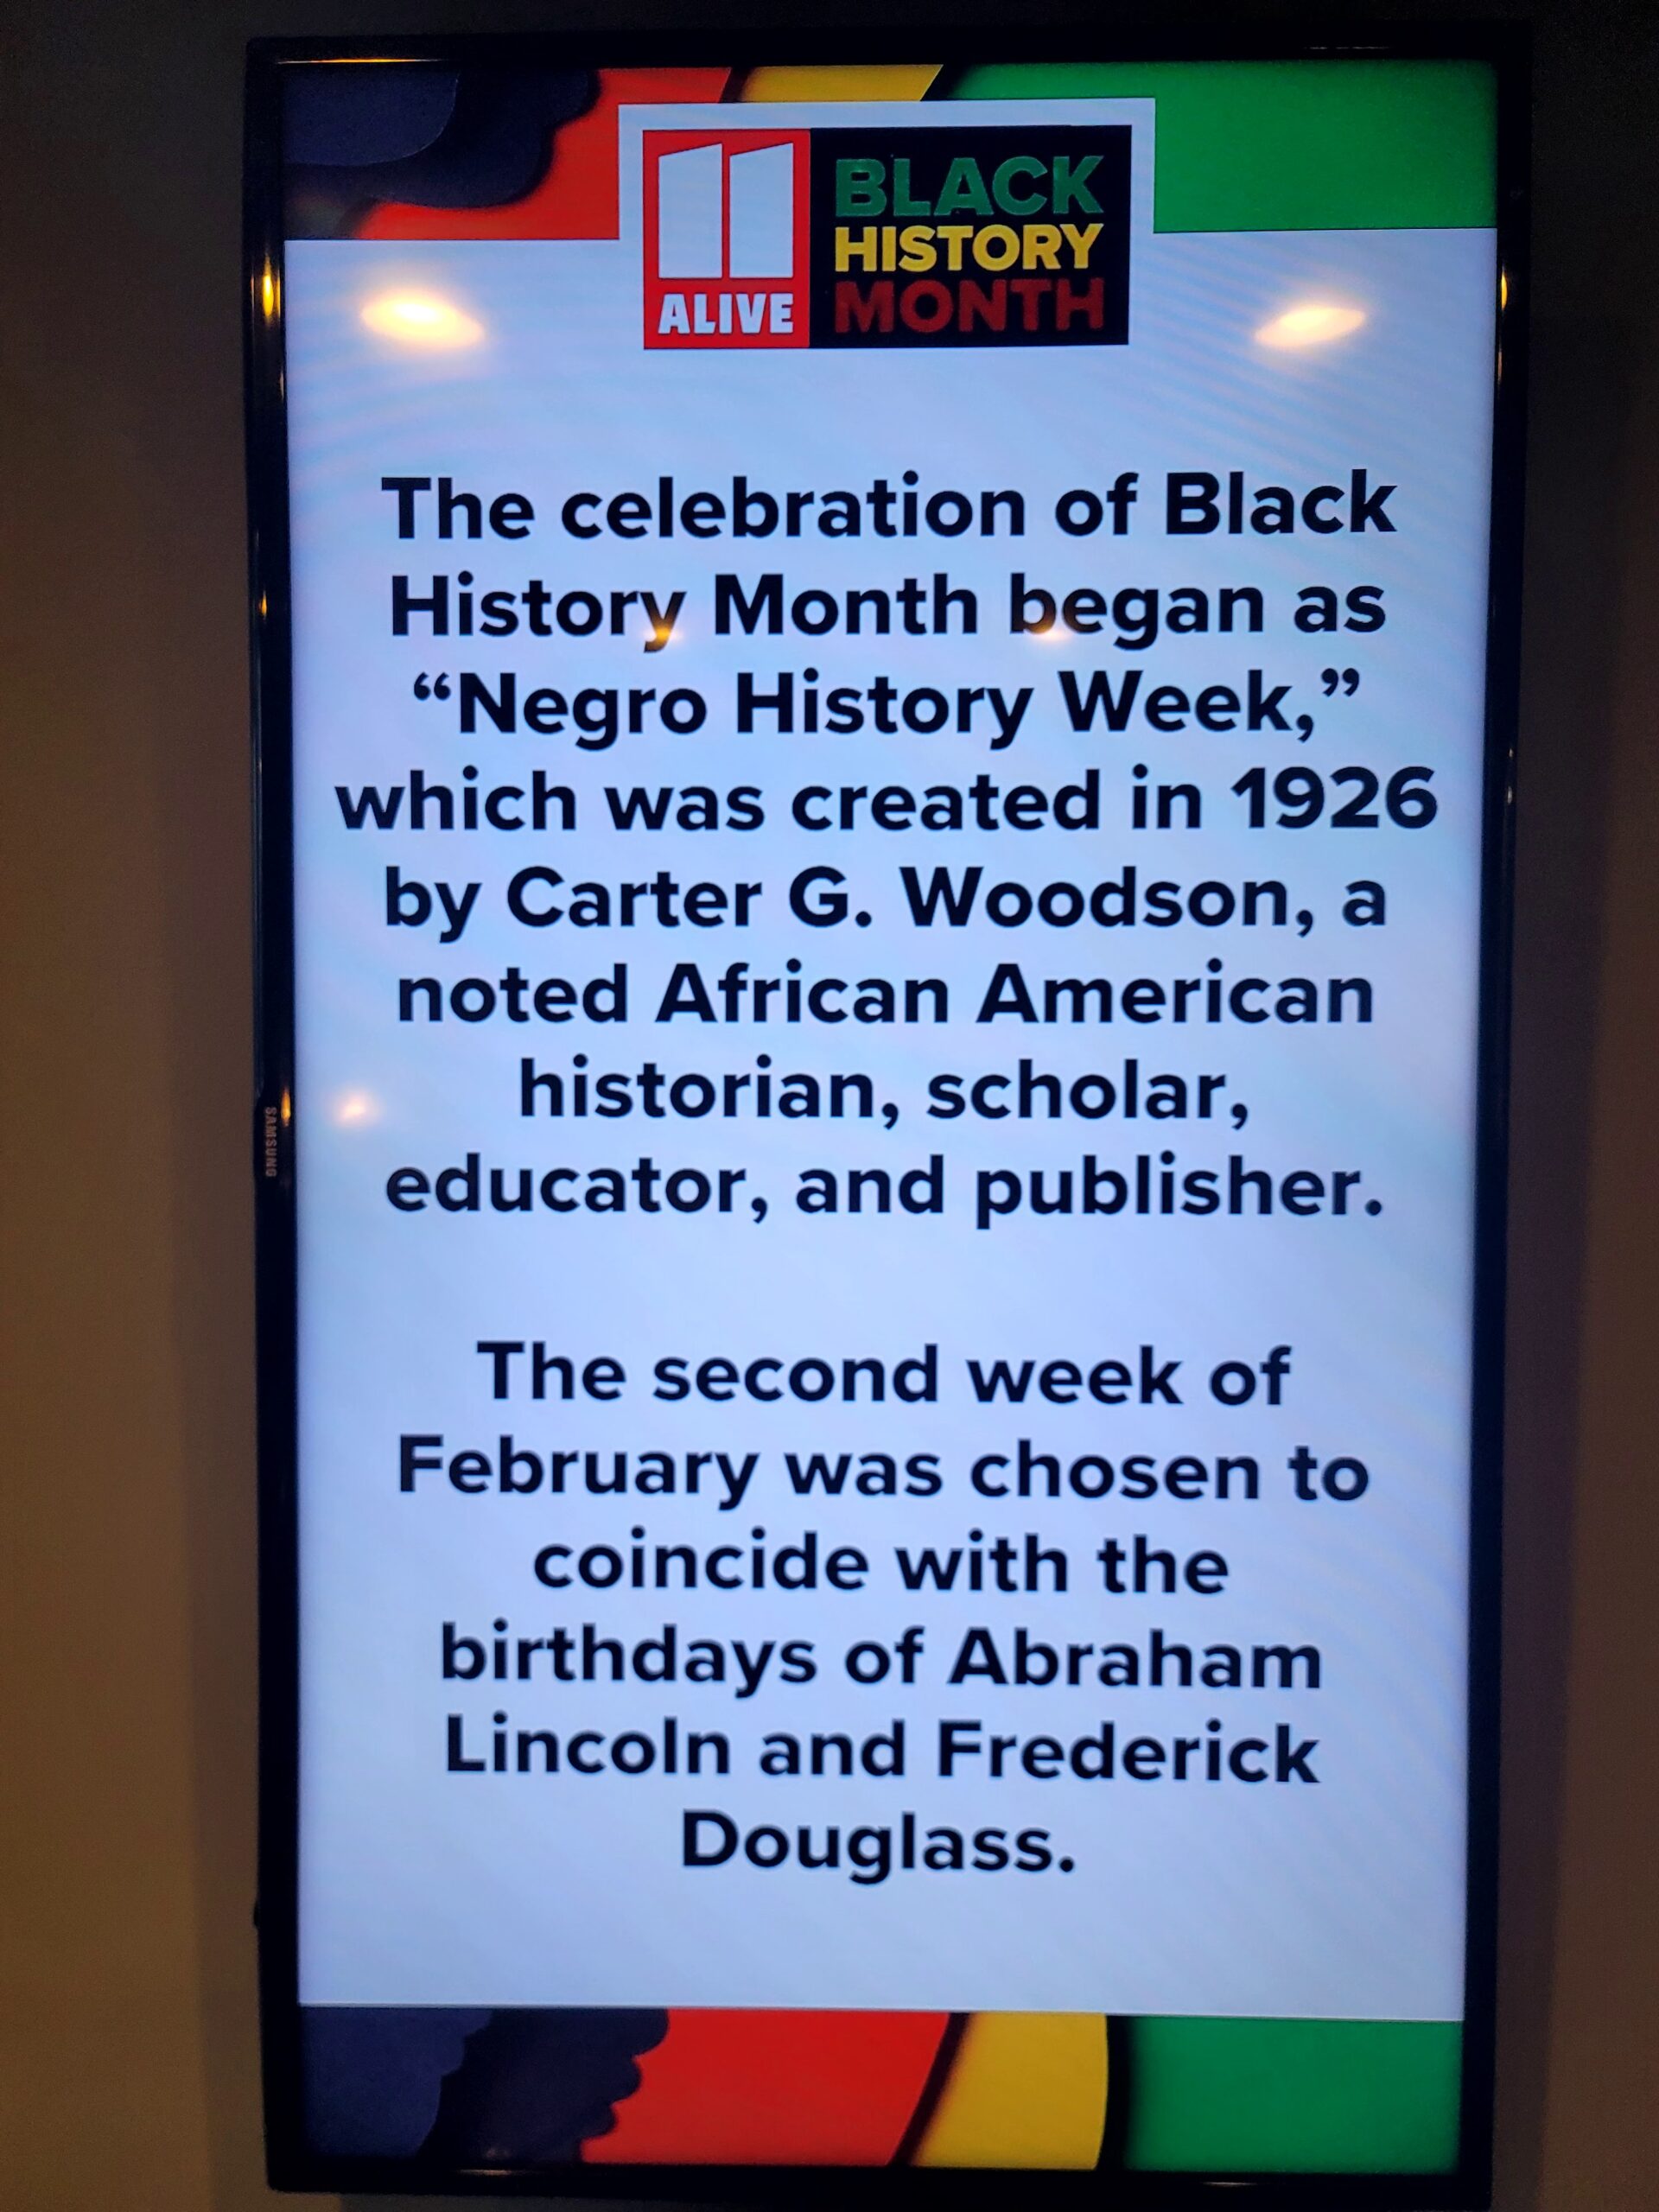 11
ALIVE
BLACK
HISTORY
MONTH
The celebration of Black
History Month began as
“Negro History Week,”
which was created in 1926
by Carter G. Woodson, a
noted African American
historian, scholar,
educator, and publisher.
The second week of
February was chosen to
coincide with the
birthdays of Abraham
Lincoln and Frederick
Douglass.
SAMSUNG